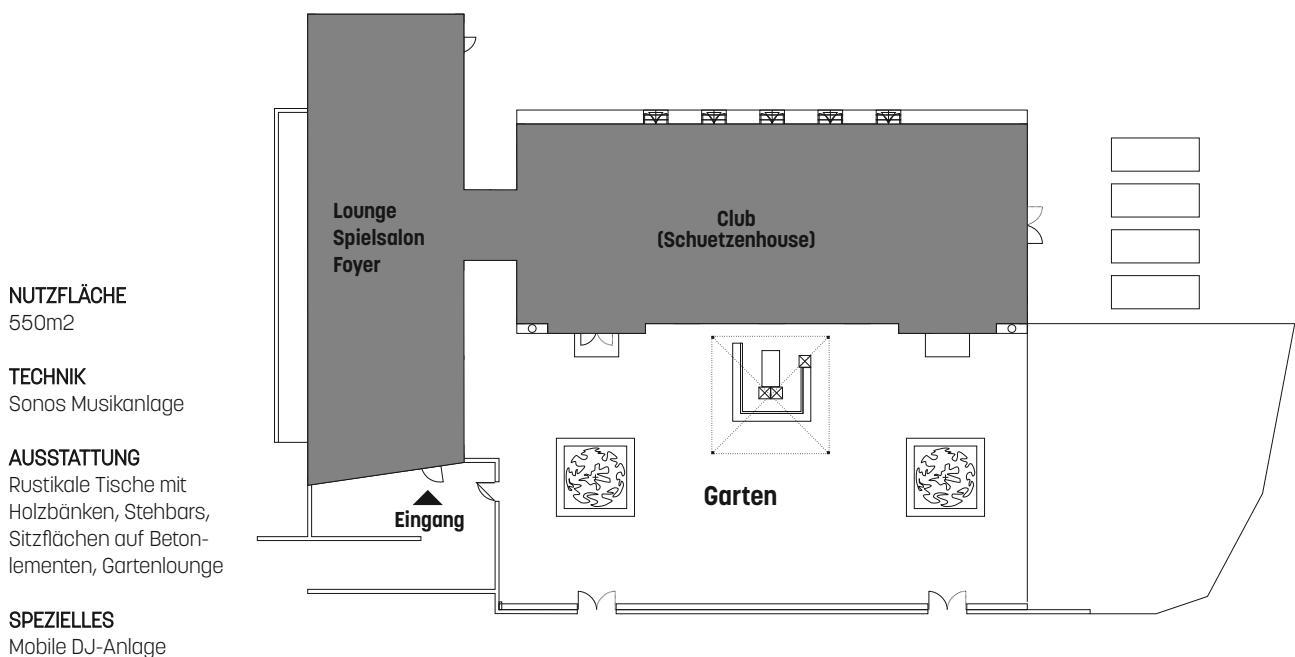 NUTZFLÄCHE
550m2
TECHNIK
Sonos Musikanlage
AUSSTATTUNG
Rustikale Tische mit
Holzbänken, Stehbars,
Sitzflächen auf Beton-
lementen, Gartenlounge
SPEZIELLES
Mobile DJ-Anlage
Lounge
Spielsalon
Foyer
Club
(Schuetzenhouse)
Garten
Eingang